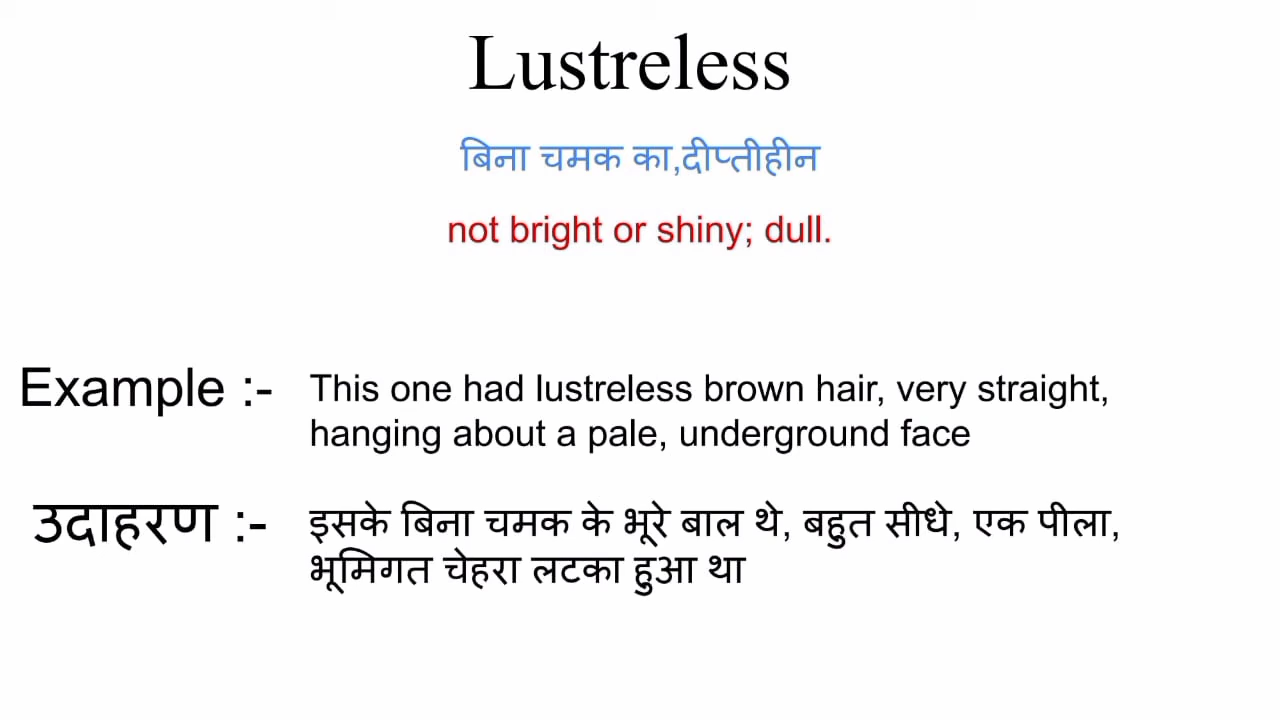 Lustreless
बिना चमक का,दीप्तीहीन
not bright or shiny; dull.
Example :- This one had lustreless brown hair, very straight,
hanging about a pale, underground face
उदाहरण :- इसके बिना चमक के भूरे बाल थे, बहुत सीधे, एक पीला,
भूमिगत चेहरा लटका हुआ था